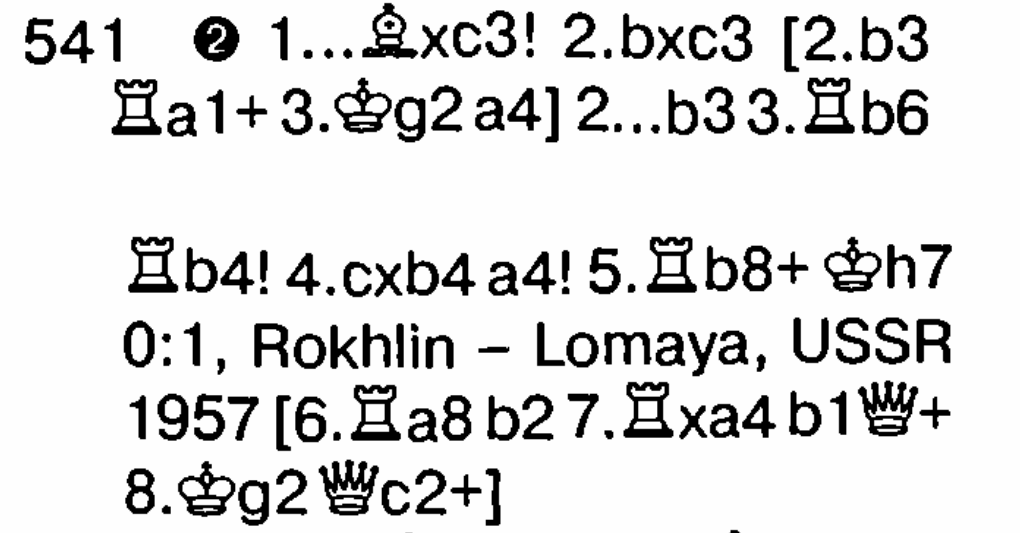 541 ❷ 1...♗xc3! 2.bxc3 [2.b3
♖a1+ 3.♔g2 a4] 2...b3 3.♖b6
♖b4! 4.cxb4 a4! 5.♖b8+ ♔h7
0:1, Rokhlin – Lomaya, USSR
1957 [6.♖a8 b2 7.♖xa4 b1♕+
8.♔g2 ♕c2+]